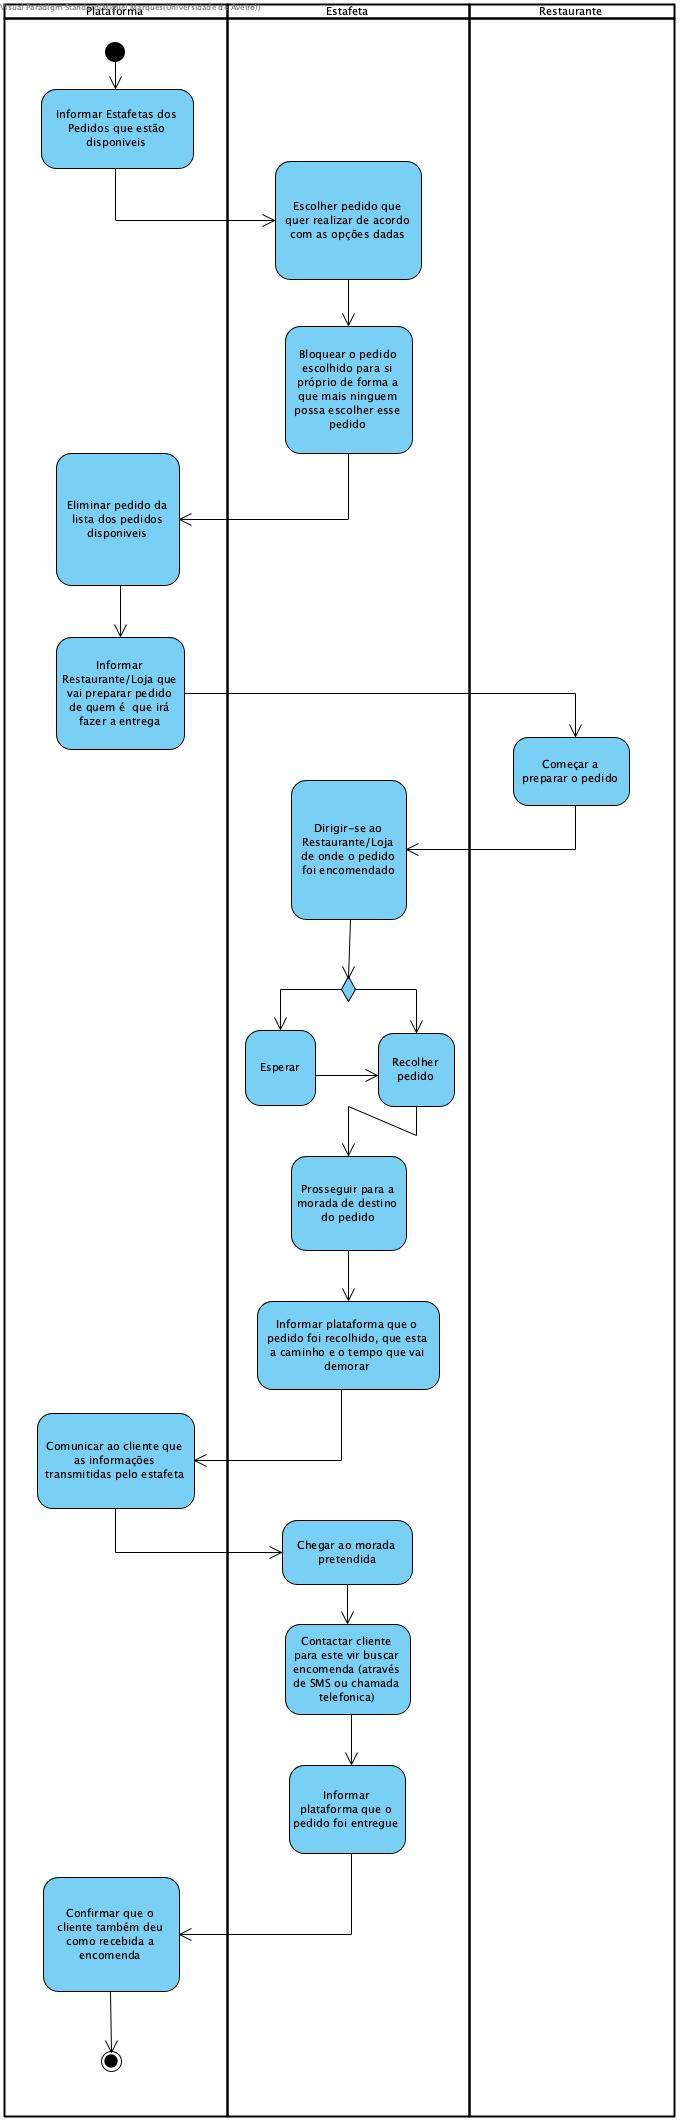 Plataforma
Estafeta
Restaurante
Informar Estafetas dos
Pedidos que estão
disponiveis
Escolher pedido que
quer realizar de acordo
com as opções dadas
Bloquear o pedido
escolhido para si
próprio de forma a
que mais ninguem
possa escolher esse
pedido
Eliminar pedido da
lista dos pedidos
disponiveis
Informar
Restaurante/Loja que
vai preparar pedido
de quem é  que irá
fazer a entrega
Começar a
preparar o pedido
Dirigir-se ao
Restaurante/Loja
de onde o pedido
foi encomendado
Esperar
Recolher
pedido
Prosseguir para a
morada de destino
do pedido
Informar plataforma que o
pedido foi recolhido, que esta
a caminho e o tempo que vai
demorar
Comunicar ao cliente que
as informações
transmitidas pelo estafeta
Chegar ao morada
pretendida
Contactar cliente
para este vir buscar
encomenda (através
de SMS ou chamada
telefonica)
Informar
plataforma que o
pedido foi entregue
Confirmar que o
cliente também deu
como recebida a
encomenda